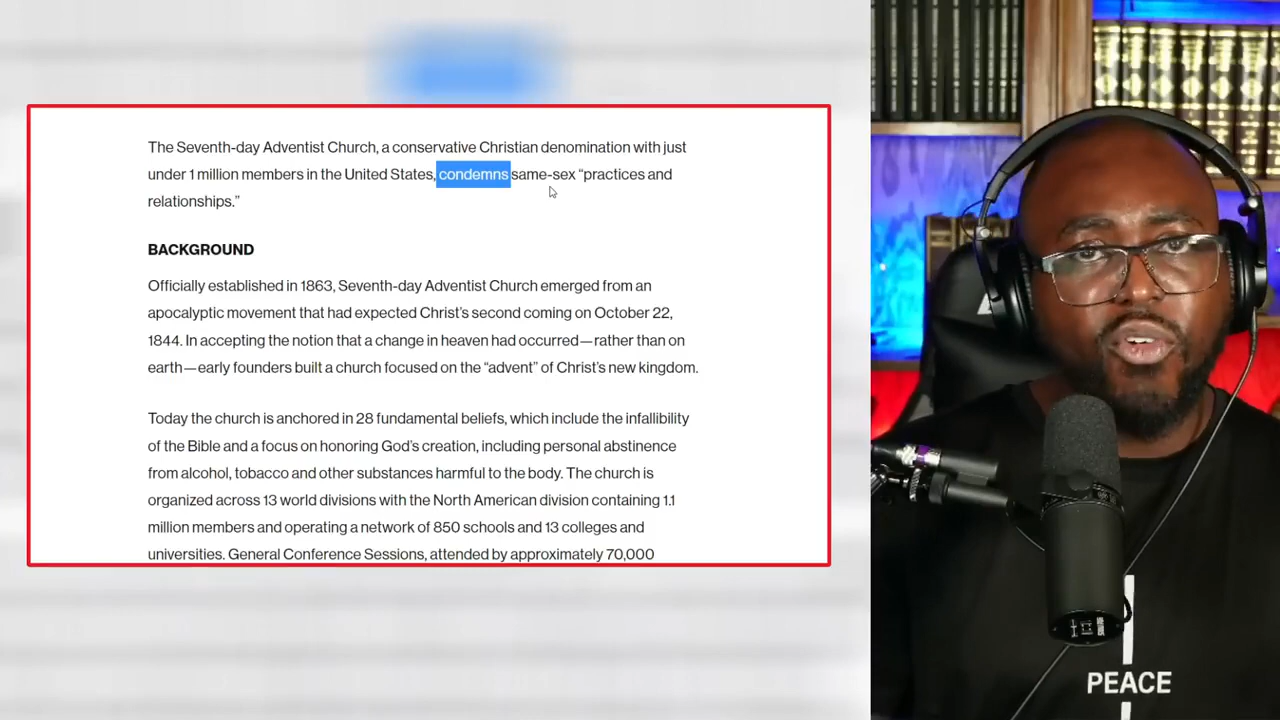 The Seventh-day Adventist Church, a conservative Christian denomination with just
under 1 million members in the United States, condemns same-sex “practices and
relationships.”
BACKGROUND
Officially established in 1863, Seventh-day Adventist Church emerged from an
apocalyptic movement that had expected Christ’s second coming on October 22,
1844. In accepting the notion that a change in heaven had occurred—rather than on
earth—early founders built a church focused on the “advent” of Christ’s new kingdom.
Today the church is anchored in 28 fundamental beliefs, which include the infallibility
of the Bible and a focus on honoring God’s creation, including personal abstinence
from alcohol, tobacco and other substances harmful to the body. The church is
organized across 13 world divisions with the North American division containing 1.1
million members and operating a network of 850 schools and 13 colleges and
universities. General Conference Sessions, attended by approximately 70,000
PEACE